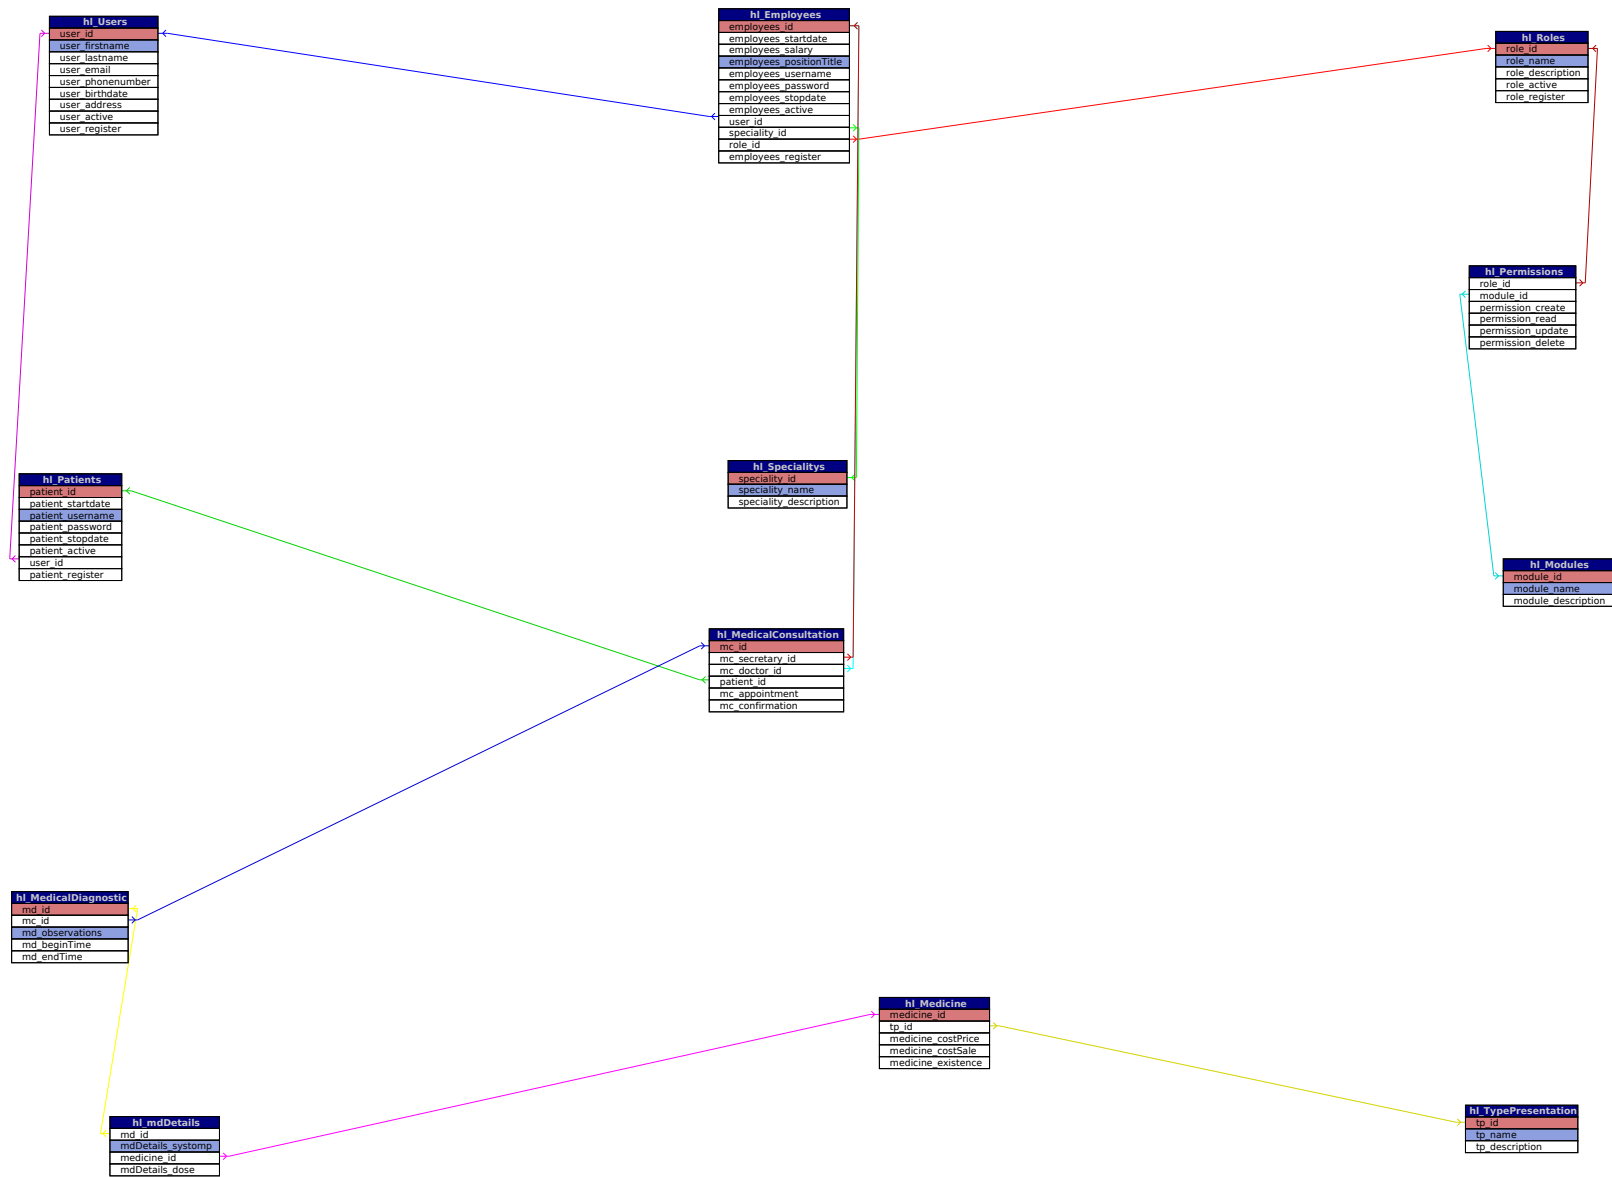 hl_Users
user_id
user_firstname
user_lastname
user_email
user_phonenumber
user_birthdate
user_address
user_active
user_register
hl_Employees
employees_id
employees_startdate
employees_salary
employees_positionTitle
employees_username
employees_password
employees_stopdate
employees_active
user_id
speciality_id
role_id
employees_register
hl_Roles
role_id
role_name
role_description
role_active
role_register
hl_Permissions
role_id
module_id
permission_create
permission_read
permission_update
permission_delete
hl_Patients
patient_id
patient_startdate
patient_username
patient_password
patient_stopdate
patient_active
user_id
patient_register
hl_Specialitys
speciality_id
speciality_name
speciality_description
hl_Modules
module_id
module_name
module_description
hl_MedicalConsultation
mc_id
mc_secretary_id
mc_doctor_id
patient_id
mc_appointment
mc_confirmation
hl_MedicalDiagnostic
md_id
mc_id
md_observations
md_beginTime
md_endTime
hl_Medicine
medicine_id
tp_id
medicine_costPrice
medicine_costSale
medicine_existence
hl_mdDetails
md_id
mdDetails_systomp
medicine_id
mdDetails_dose
hl_TypePresentation
tp_id
tp_name
tp_description